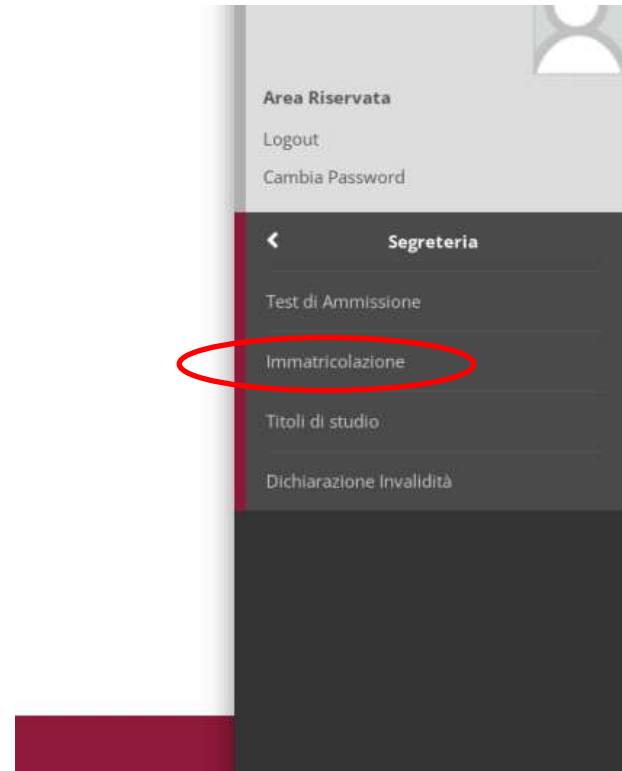 Area Riservata
Logout
Cambia Password
Segreteria
Test di Ammissione
Immatricolazione
Titoli di studio
Dichiarazione Invalidità